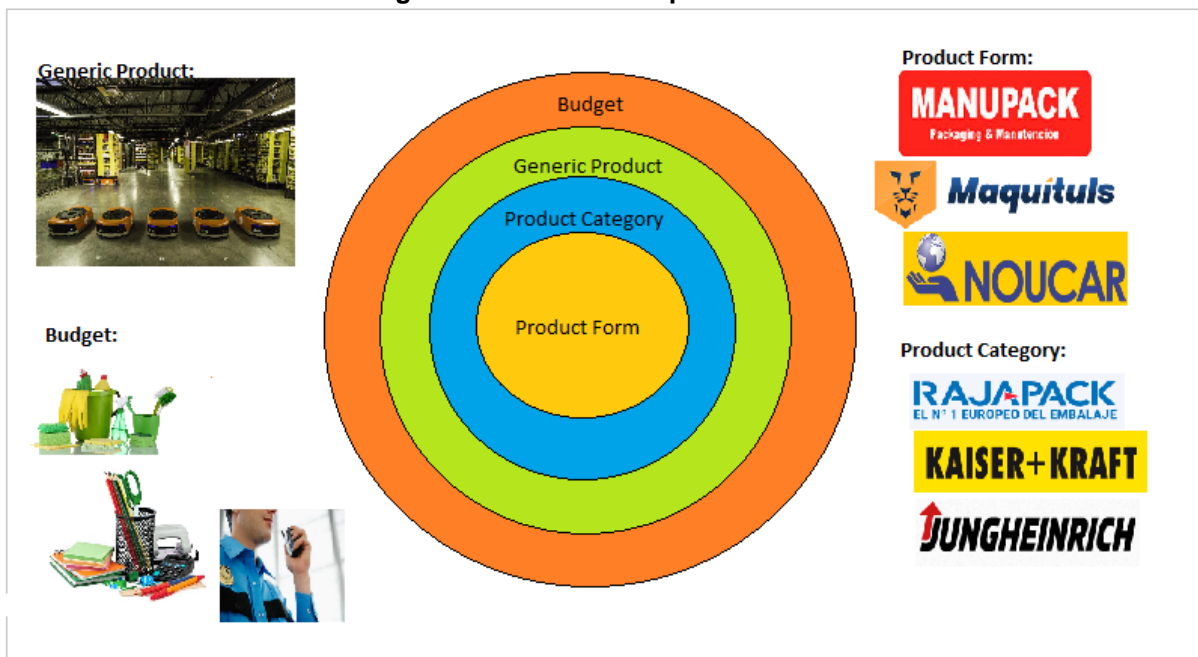 Generic Product:
Budget:
Budget
Generic Product
Product Category
Product Form
Product Form:
MANUPACK
Packaging & Manutención
Maquituls
NOUCAR
Product Category:
RAJAPACK
EL Nº 1 EUROPEO DEL EMBALAJE
KAISER+KRAFT
JUNGHEINRICH